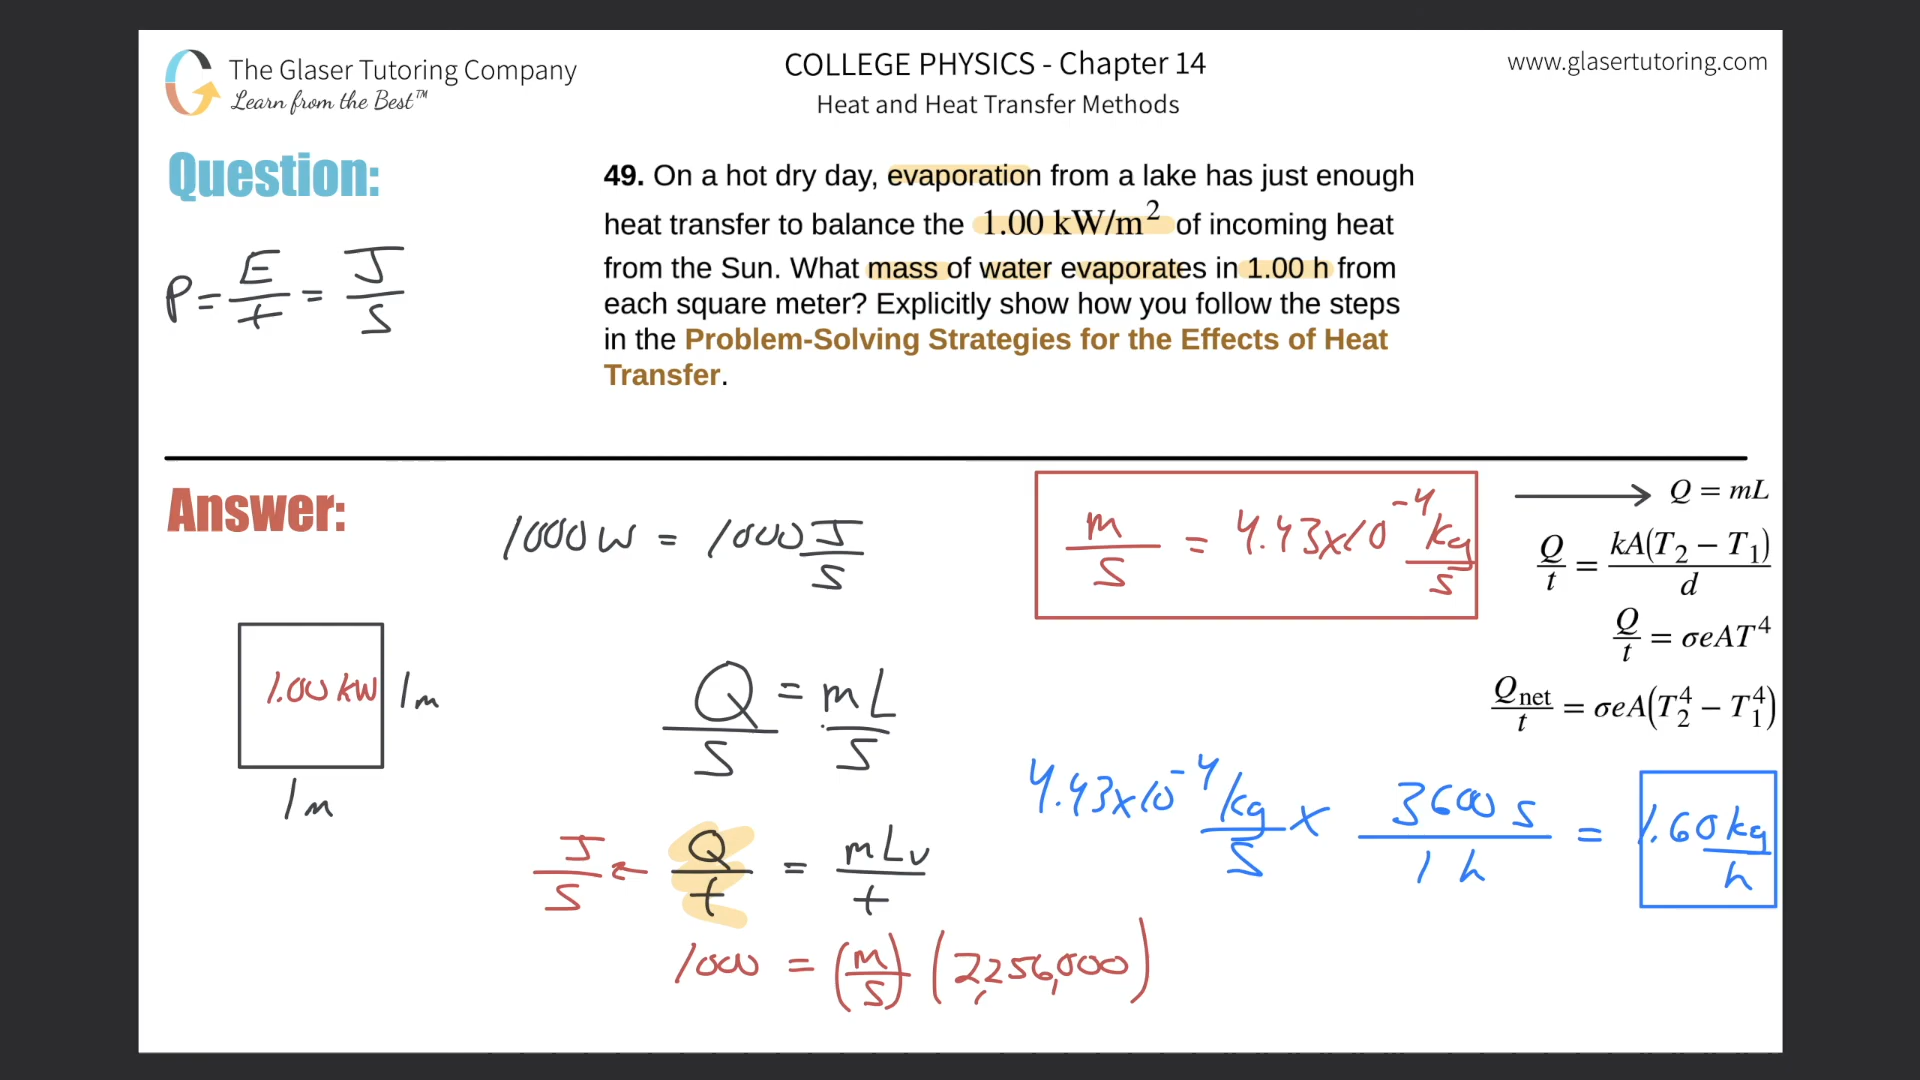 The Glaser Tutoring Company
Learn from the Best™
COLLEGE PHYSICS - Chapter 14
Heat and Heat Transfer Methods
www.glasertutoring.com
Question:
P = E/t = J/s
49. On a hot dry day, evaporation from a lake has just enough
heat transfer to balance the 1.00 kW/m² of incoming heat
from the Sun. What mass of water evaporates in 1.00 h from
each square meter? Explicitly show how you follow the steps
in the Problem-Solving Strategies for the Effects of Heat
Transfer.
Answer:
1000 W = 1000 J/s
1.00 kW
1m
1m
Q/s = mL/s
J/s ← Q/t = mLv/t
1000 = (m/s) (2,256,000)
m/s = 4.43x10⁻⁴ kg/s
Q = mL
Q/t = kA(T₂ − T₁)/d
Q/t = σeAT⁴
Qnet/t = σeA(T₂⁴ − T₁⁴)
4.43x10⁻⁴ kg/s x 3600 s/1 h = 1.60 kg/h